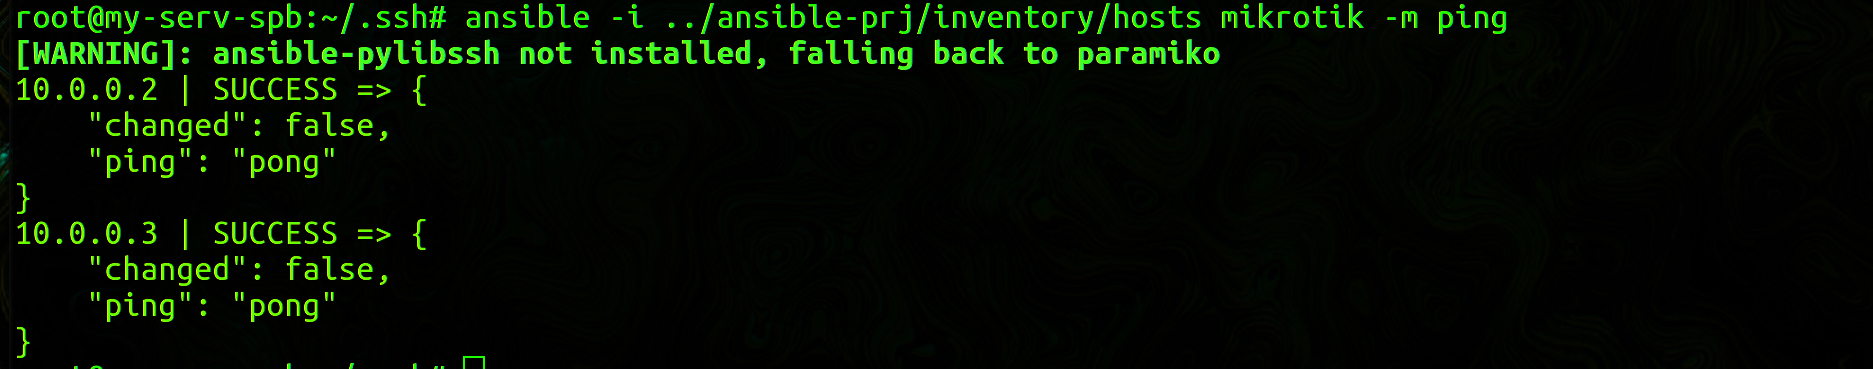 root@my-serv-spb:~/.ssh# ansible -i ../ansible-prj/inventory/hosts mikrotik -m ping
[WARNING]: ansible-pylibssh not installed, falling back to paramiko
10.0.0.2 | SUCCESS => {
    "changed": false,
    "ping": "pong"
}
10.0.0.3 | SUCCESS => {
    "changed": false,
    "ping": "pong"
}